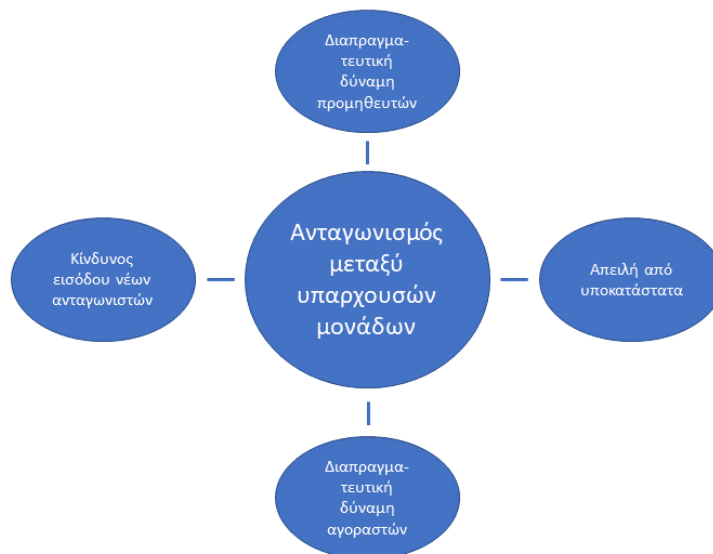 Διαπραγμα-
τευτική
δύναμη
προμηθευτών
Κίνδυνος
εισόδου νέων
ανταγωνιστών
Ανταγωνισμός
μεταξύ
υπαρχουσών
μονάδων
Απειλή από
υποκατάστατα
Διαπραγμα-
τευτική
δύναμη
αγοραστών